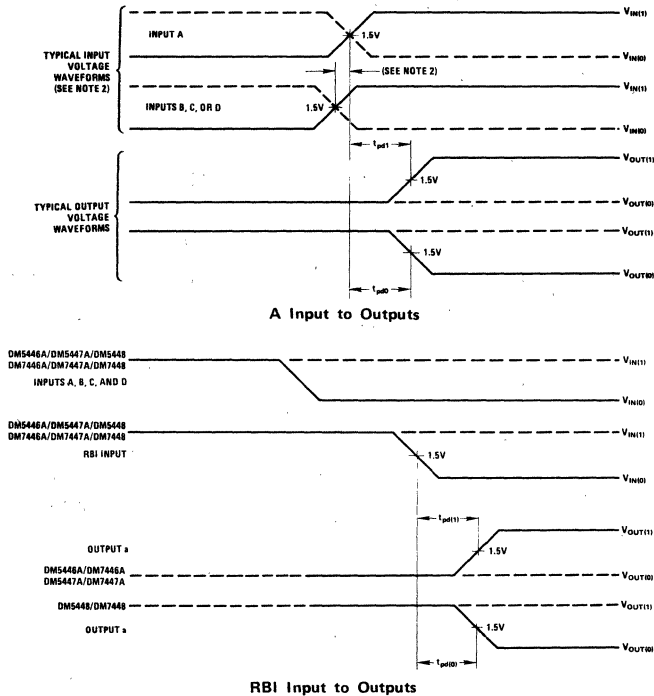 V_IN(1)
INPUT A
1.5V
TYPICAL INPUT
VOLTAGE
WAVEFORMS
(SEE NOTE 2)
V_IN(0)
(SEE NOTE 2)
V_IN(1)
INPUTS B, C, OR D
1.5V
V_IN(0)
t_pd1
V_OUT(1)
1.5V
TYPICAL OUTPUT
VOLTAGE
WAVEFORMS
V_OUT(0)
V_OUT(1)
1.5V
V_OUT(0)
t_pd0
A Input to Outputs
DM5446A/DM5447A/DM5448
DM7446A/DM7447A/DM7448
V_IN(1)
INPUTS A, B, C, AND D
V_IN(0)
DM5446A/DM5447A/DM5448
DM7446A/DM7447A/DM7448
V_IN(1)
RBI INPUT
1.5V
V_IN(0)
t_pd(1)
V_OUT(1)
OUTPUT a
1.5V
DM5446A/DM7446A
DM5447A/DM7447A
V_OUT(0)
DM5448/DM7448
V_OUT(1)
OUTPUT a
1.5V
V_OUT(0)
t_pd(0)
RBI Input to Outputs